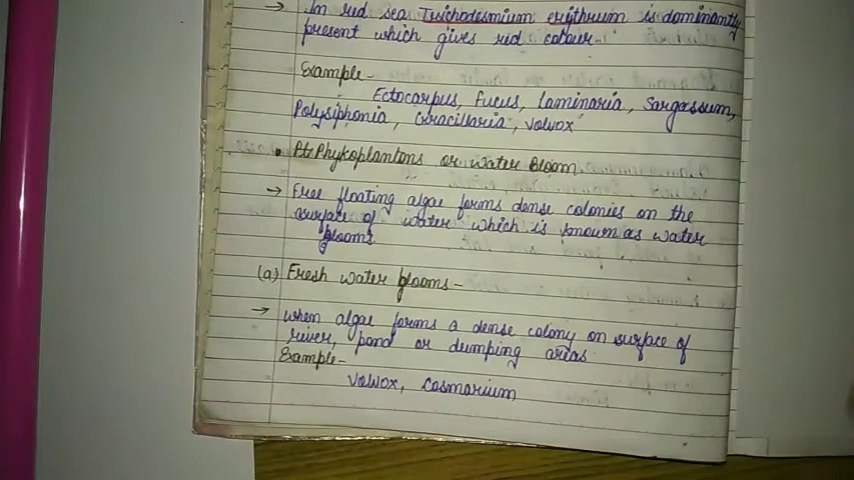 → In red sea Trichodesmium erythrum is dominantly
present which gives red colour.
Example -
Ectocarpus, Fucus, Laminaria, Sargassum,
Polysiphonia, Gracillaria, Volvox
• Phykoplantons or Water Bloom.
→ Free floating algae forms dense colonies on the
surface of water which is known as water
blooms.
(a) Fresh water blooms -
→ when algae forms a dense colony on surface of
river, pond or dumping areas
Example -
Volvox, Cosmarium